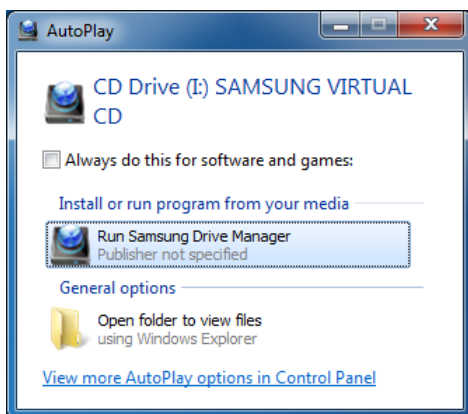 AutoPlay
CD Drive (I:) SAMSUNG VIRTUAL
CD
Always do this for software and games:
Install or run program from your media
Run Samsung Drive Manager
Publisher not specified
General options
Open folder to view files
using Windows Explorer
View more AutoPlay options in Control Panel